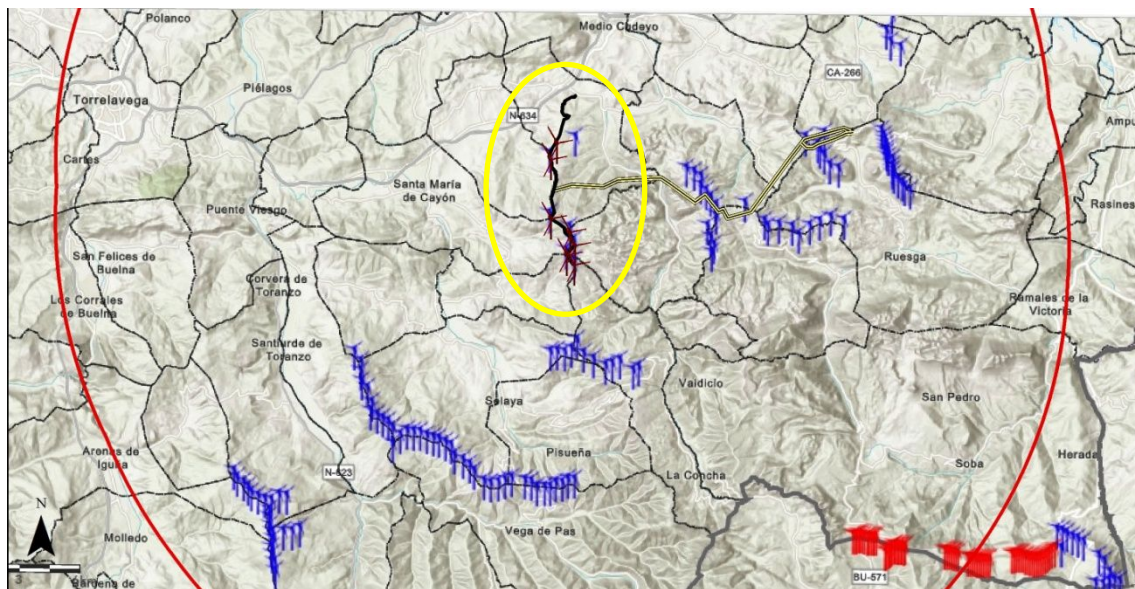 Polanco
Medio Cudeyo
CA-266
Torrelavega
Piélagos
N-634
Cartes
Santa María
de Cayón
Puente Viesgo
Rasines
San Felices de
Buelna
Corvera de
Toranzo
Ruesga
Los Corrales
de Buelna
Ramales de la
Victoria
Santiurde de
Toranzo
Valdicio
San Pedro
Selaya
Arenas de
Iguña
N-623
Pisueña
La Concha
Soba
Herada
N
Molledo
Vega de Pas
3
BU-571